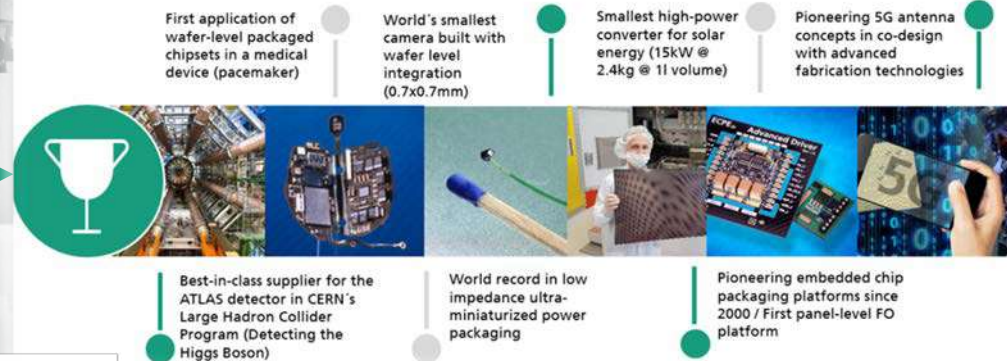 First application of
wafer-level packaged
chipsets in a medical
device (pacemaker)
World´s smallest
camera built with
wafer level
integration
(0.7x0.7mm)
Smallest high-power
converter for solar
energy (15kW @
2.4kg @ 1l volume)
Pioneering 5G antenna
concepts in co-design
with advanced
fabrication technologies
ECPE
Advanced Driver
5G
Best-in-class supplier for the
ATLAS detector in CERN´s
Large Hadron Collider
Program (Detecting the
Higgs Boson)
World record in low
impedance ultra-
miniaturized power
packaging
Pioneering embedded chip
packaging platforms since
2000 / First panel-level FO
platform